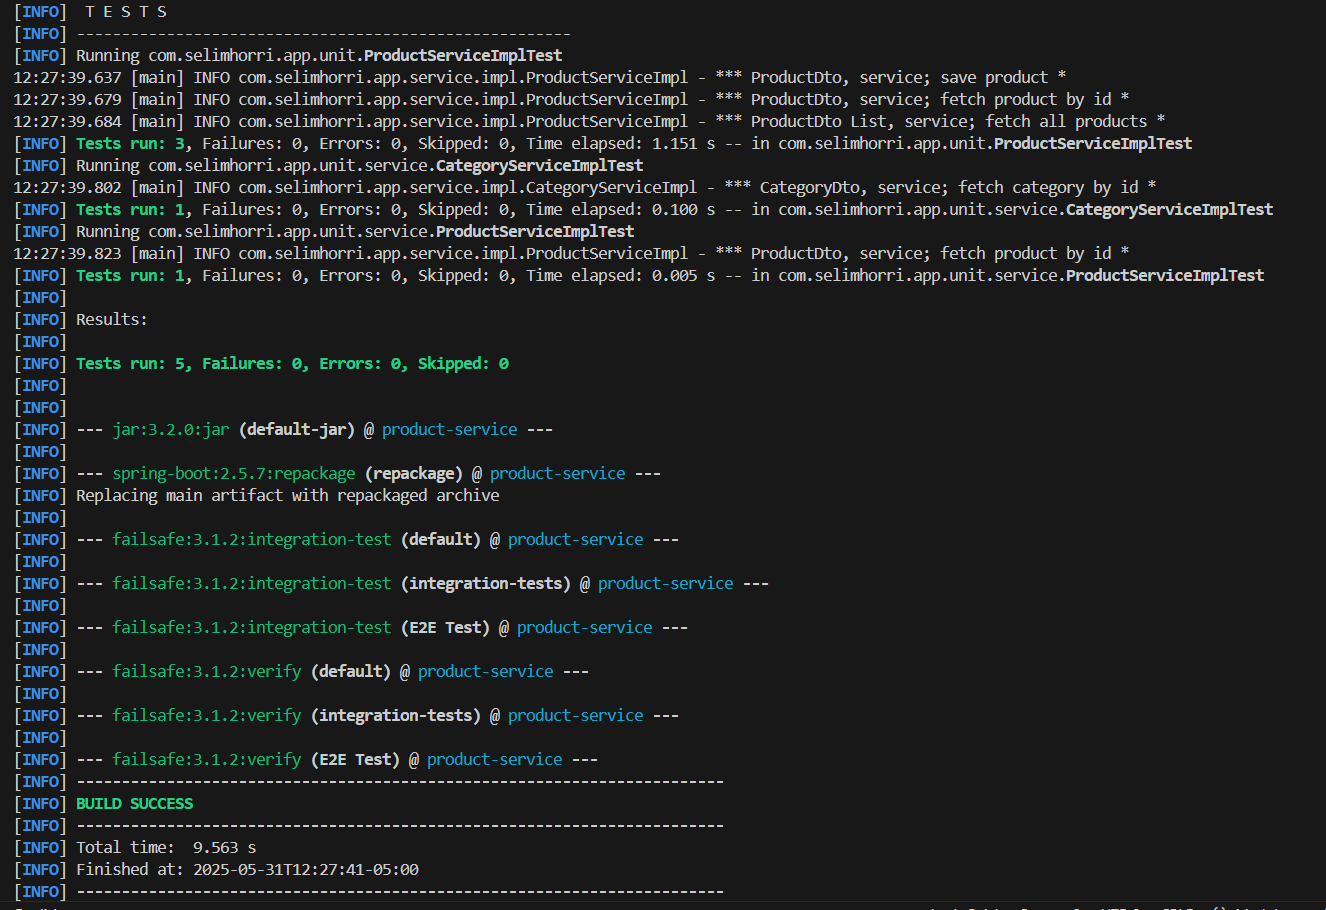 [INFO]  T E S T S
[INFO] -------------------------------------------------------
[INFO] Running com.selimhorri.app.unit.ProductServiceImplTest
12:27:39.637 [main] INFO com.selimhorri.app.service.impl.ProductServiceImpl - *** ProductDto, service; save product *
12:27:39.679 [main] INFO com.selimhorri.app.service.impl.ProductServiceImpl - *** ProductDto, service; fetch product by id *
12:27:39.684 [main] INFO com.selimhorri.app.service.impl.ProductServiceImpl - *** ProductDto List, service; fetch all products *
[INFO] Tests run: 3, Failures: 0, Errors: 0, Skipped: 0, Time elapsed: 1.151 s -- in com.selimhorri.app.unit.ProductServiceImplTest
[INFO] Running com.selimhorri.app.unit.service.CategoryServiceImplTest
12:27:39.802 [main] INFO com.selimhorri.app.service.impl.CategoryServiceImpl - *** CategoryDto, service; fetch category by id *
[INFO] Tests run: 1, Failures: 0, Errors: 0, Skipped: 0, Time elapsed: 0.100 s -- in com.selimhorri.app.unit.service.CategoryServiceImplTest
[INFO] Running com.selimhorri.app.unit.service.ProductServiceImplTest
12:27:39.823 [main] INFO com.selimhorri.app.service.impl.ProductServiceImpl - *** ProductDto, service; fetch product by id *
[INFO] Tests run: 1, Failures: 0, Errors: 0, Skipped: 0, Time elapsed: 0.005 s -- in com.selimhorri.app.unit.service.ProductServiceImplTest
[INFO]
[INFO] Results:
[INFO]
[INFO] Tests run: 5, Failures: 0, Errors: 0, Skipped: 0
[INFO]
[INFO]
[INFO] --- jar:3.2.0:jar (default-jar) @ product-service ---
[INFO]
[INFO] --- spring-boot:2.5.7:repackage (repackage) @ product-service ---
[INFO] Replacing main artifact with repackaged archive
[INFO]
[INFO] --- failsafe:3.1.2:integration-test (default) @ product-service ---
[INFO]
[INFO] --- failsafe:3.1.2:integration-test (integration-tests) @ product-service ---
[INFO]
[INFO] --- failsafe:3.1.2:integration-test (E2E Test) @ product-service ---
[INFO]
[INFO] --- failsafe:3.1.2:verify (default) @ product-service ---
[INFO]
[INFO] --- failsafe:3.1.2:verify (integration-tests) @ product-service ---
[INFO]
[INFO] --- failsafe:3.1.2:verify (E2E Test) @ product-service ---
[INFO] ------------------------------------------------------------------------
[INFO] BUILD SUCCESS
[INFO] ------------------------------------------------------------------------
[INFO] Total time:  9.563 s
[INFO] Finished at: 2025-05-31T12:27:41-05:00
[INFO] ------------------------------------------------------------------------